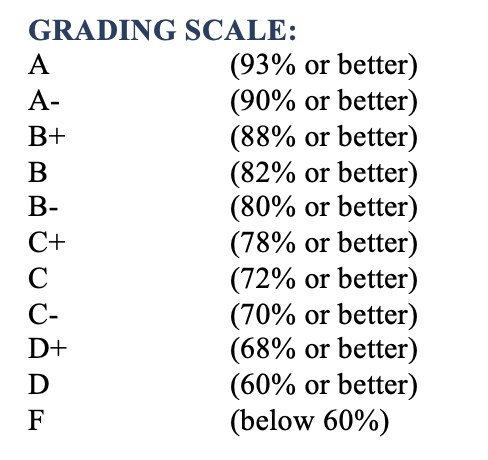 GRADING SCALE:
A (93% or better)
A- (90% or better)
B+ (88% or better)
B (82% or better)
B- (80% or better)
C+ (78% or better)
C (72% or better)
C- (70% or better)
D+ (68% or better)
D (60% or better)
F (below 60%)